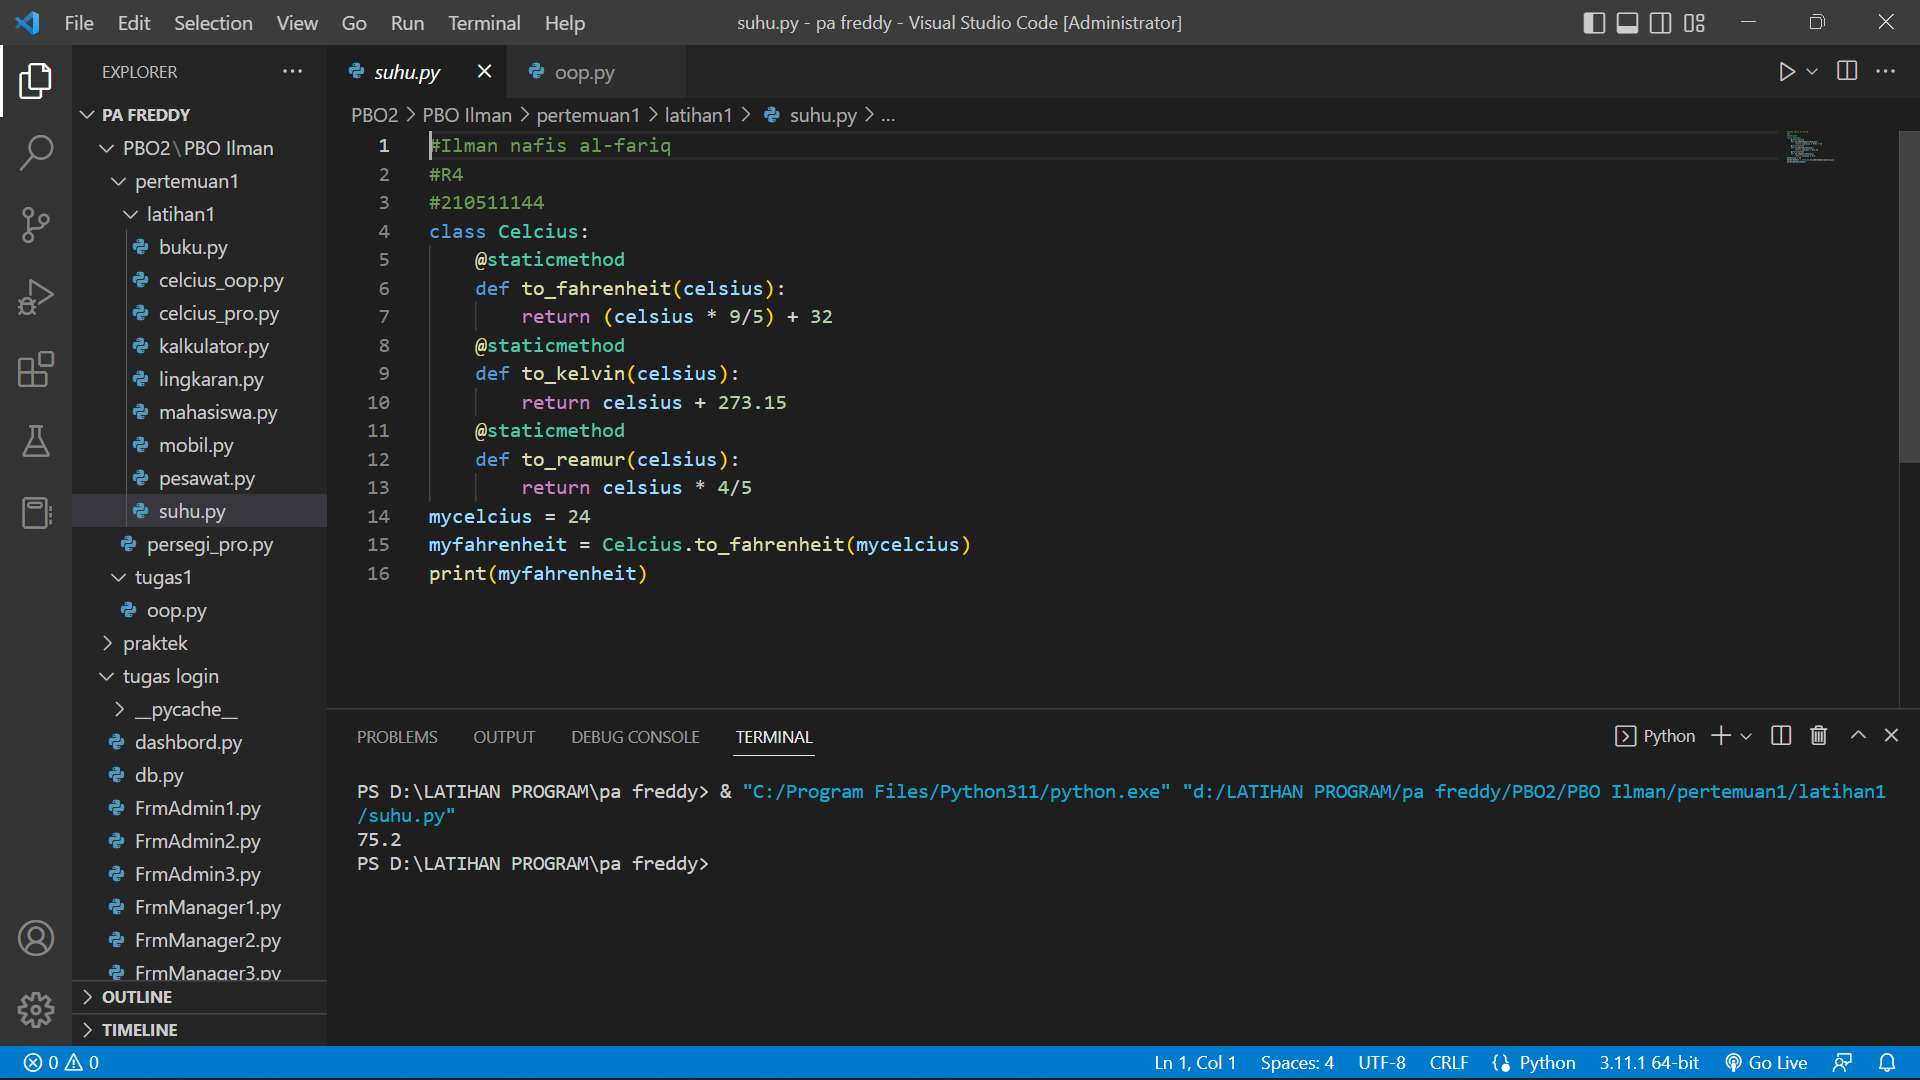 File Edit Selection View Go Run Terminal Help
suhu.py - pa freddy - Visual Studio Code [Administrator]
EXPLORER
PA FREDDY
PBO2\PBO Ilman
pertemuan1
latihan1
buku.py
celcius_oop.py
celcius_pro.py
kalkulator.py
lingkaran.py
mahasiswa.py
mobil.py
pesawat.py
suhu.py
persegi_pro.py
tugas1
oop.py
praktek
tugas login
__pycache__
dashbord.py
db.py
FrmAdmin1.py
FrmAdmin2.py
FrmAdmin3.py
FrmManager1.py
FrmManager2.py
FrmManager3.py
OUTLINE
TIMELINE
suhu.py oop.py
PBO2 > PBO Ilman > pertemuan1 > latihan1 > suhu.py > ...
1 #Ilman nafis al-fariq
2 #R4
3 #210511144
4 class Celcius:
5     @staticmethod
6     def to_fahrenheit(celsius):
7         return (celsius * 9/5) + 32
8     @staticmethod
9     def to_kelvin(celsius):
10         return celsius + 273.15
11     @staticmethod
12     def to_reamur(celsius):
13         return celsius * 4/5
14 mycelcius = 24
15 myfahrenheit = Celcius.to_fahrenheit(mycelcius)
16 print(myfahrenheit)
PROBLEMS OUTPUT DEBUG CONSOLE TERMINAL
Python
PS D:\LATIHAN PROGRAM\pa freddy> & "C:/Program Files/Python311/python.exe" "d:/LATIHAN PROGRAM/pa freddy/PBO2/PBO Ilman/pertemuan1/latihan1
/suhu.py"
75.2
PS D:\LATIHAN PROGRAM\pa freddy>
0 0
Ln 1, Col 1 Spaces: 4 UTF-8 CRLF Python 3.11.1 64-bit Go Live